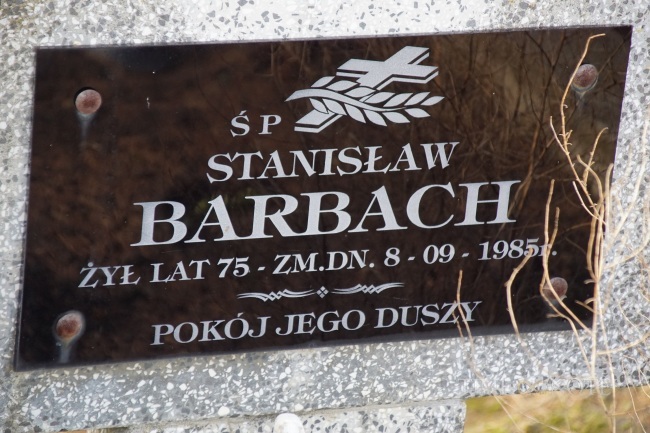 ŚP
STANISŁAW
BARBACH
ŻYŁ LAT 75 - ZM.DN. 8 - 09 - 1985r.
POKÓJ JEGO DUSZY